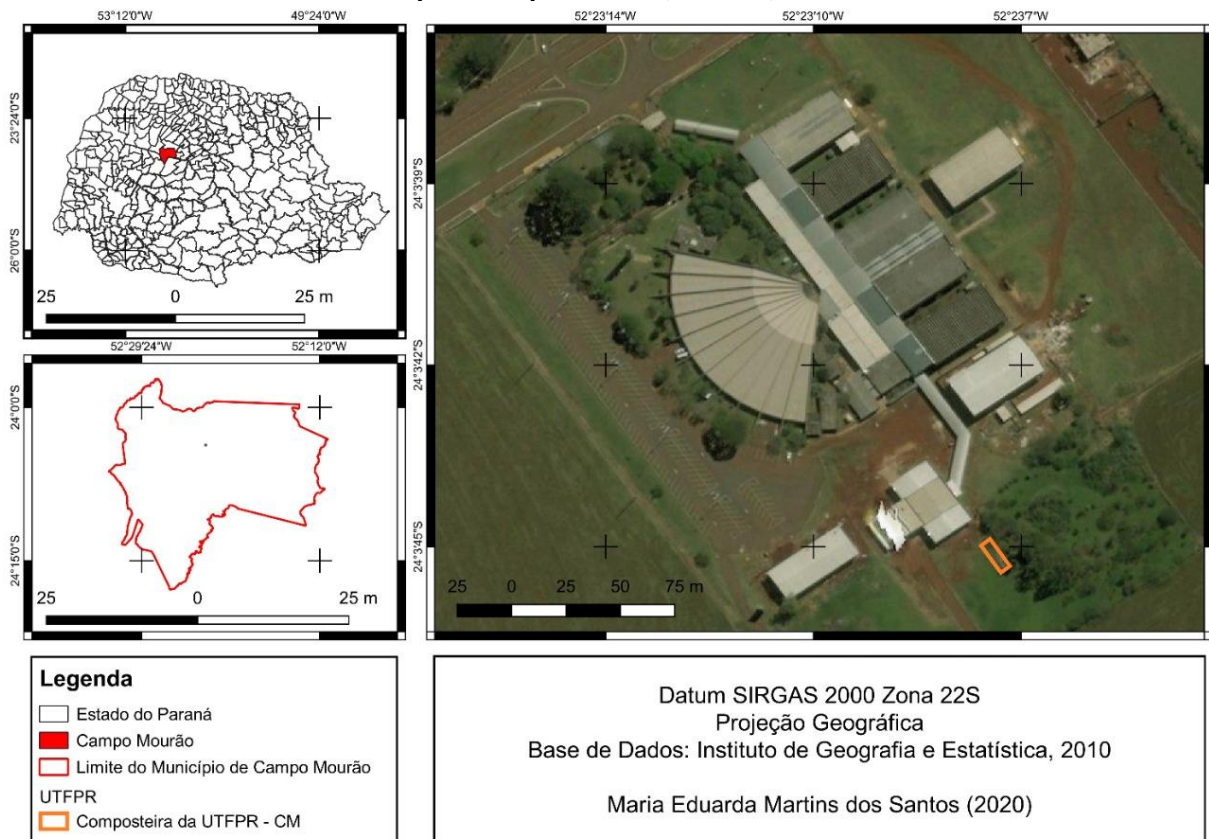 53°12'0"W 49°24'0"W
23°24'0"S
26°0'0"S
25 0 25 m
52°29'24"W 52°12'0"W
24°0'0"S
24°15'0"S
25 0 25 m
52°23'14"W 52°23'10"W 52°23'7"W
24°3'39"S
24°3'42"S
24°3'45"S
25 0 25 50 75 m
Legenda
Estado do Paraná
Campo Mourão
Limite do Município de Campo Mourão
UTFPR
Composteira da UTFPR - CM
Datum SIRGAS 2000 Zona 22S
Projeção Geográfica
Base de Dados: Instituto de Geografia e Estatística, 2010
Maria Eduarda Martins dos Santos (2020)